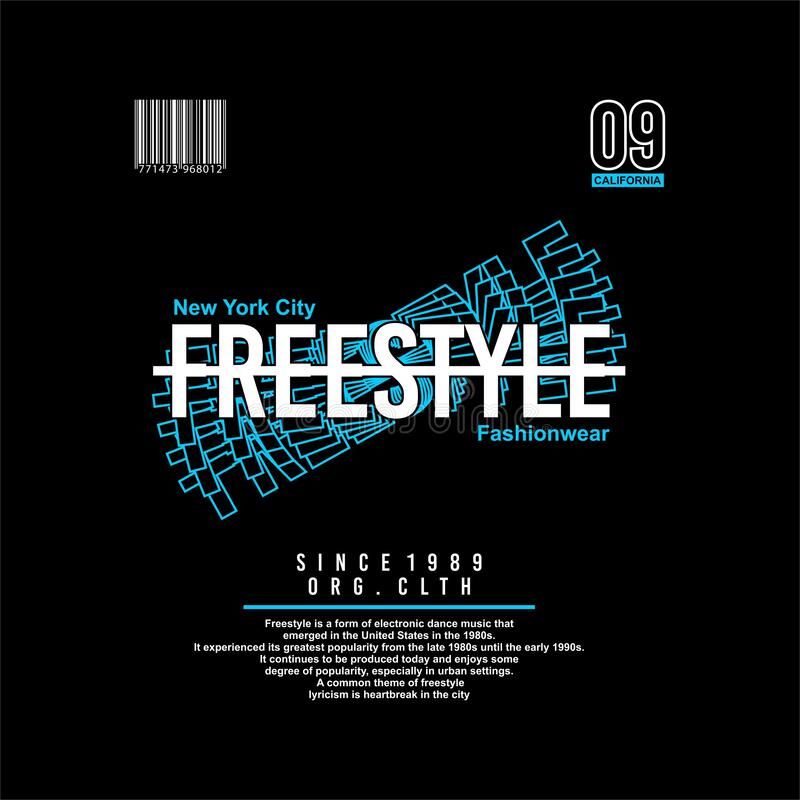 771473 968012
09
CALIFORNIA
New York City
FREESTYLE
dreamstime
Fashionwear
SINCE 1989
ORG. CLTH
Freestyle is a form of electronic dance music that
emerged in the United States in the 1980s.
It experienced its greatest popularity from the late 1980s until the early 1990s.
It continues to be produced today and enjoys some
degree of popularity, especially in urban settings.
A common theme of freestyle
lyricism is heartbreak in the city